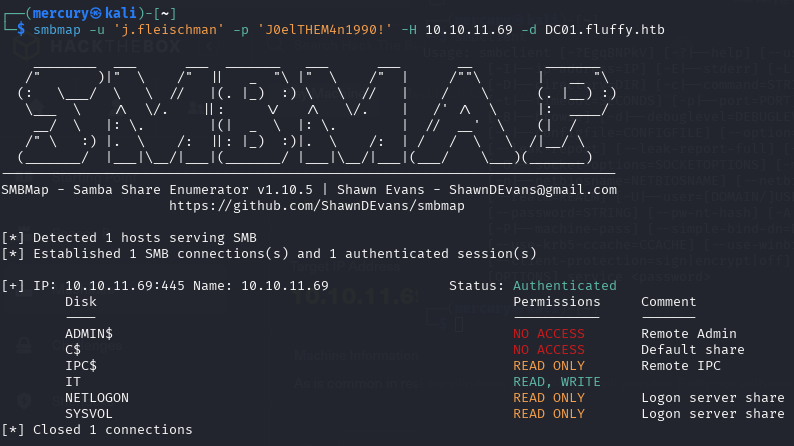 ┌──(mercury㉿kali)-[~]
└─$ smbmap -u 'j.fleischman' -p 'J0elTHEM4n1990!' -H 10.10.11.69 -d DC01.fluffy.htb
SMBMAP
SMBMap - Samba Share Enumerator v1.10.5 | Shawn Evans - ShawnDEvans@gmail.com
https://github.com/ShawnDEvans/smbmap
[*] Detected 1 hosts serving SMB
[*] Established 1 SMB connections(s) and 1 authenticated session(s)
[+] IP: 10.10.11.69:445 Name: 10.10.11.69 Status: Authenticated
Disk Permissions Comment
---- ----------- -------
ADMIN$ NO ACCESS Remote Admin
C$ NO ACCESS Default share
IPC$ READ ONLY Remote IPC
IT READ, WRITE
NETLOGON READ ONLY Logon server share
SYSVOL READ ONLY Logon server share
[*] Closed 1 connections